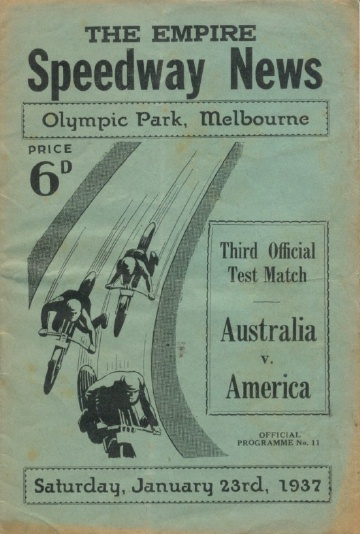 THE EMPIRE
Speedway News
Olympic Park, Melbourne
PRICE
6D
Third Official
Test Match
Australia
v.
America
OFFICIAL
PROGRAMME No. 11
Saturday, January 23rd, 1937